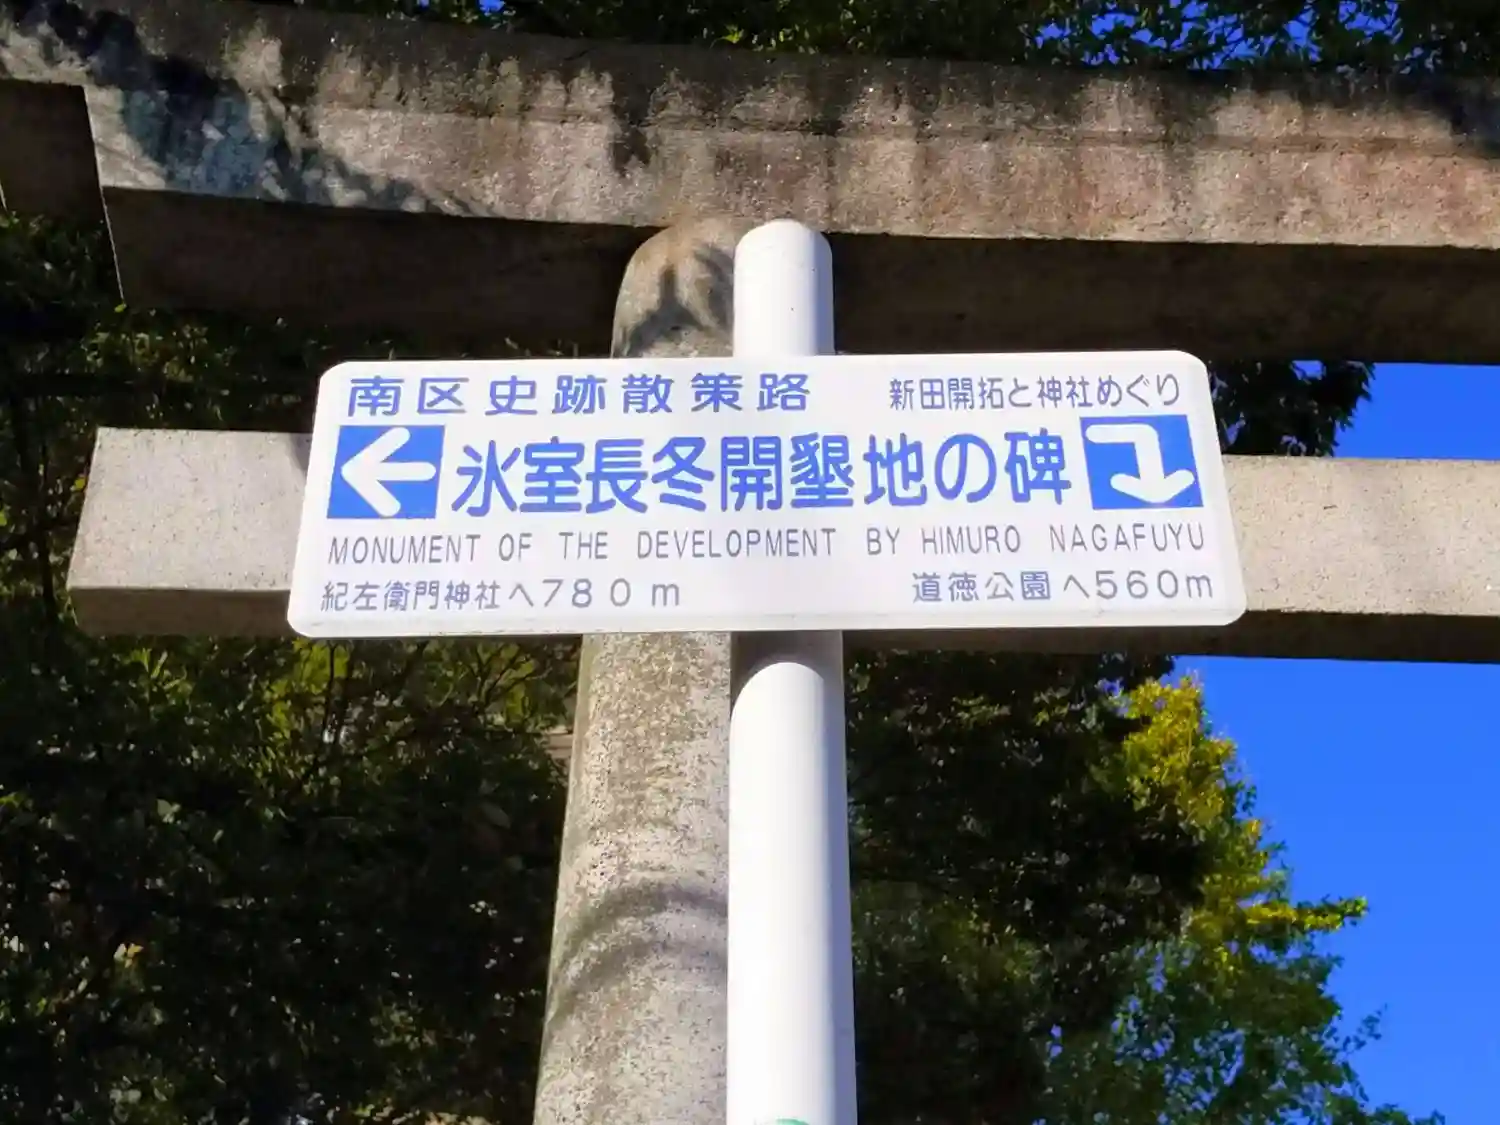 南区史跡散策路 新田開拓と神社めぐり
氷室長冬開墾地の碑
MONUMENT OF THE DEVELOPMENT BY HIMURO NAGAFUYU
紀左衛門神社へ780m 道徳公園へ560m